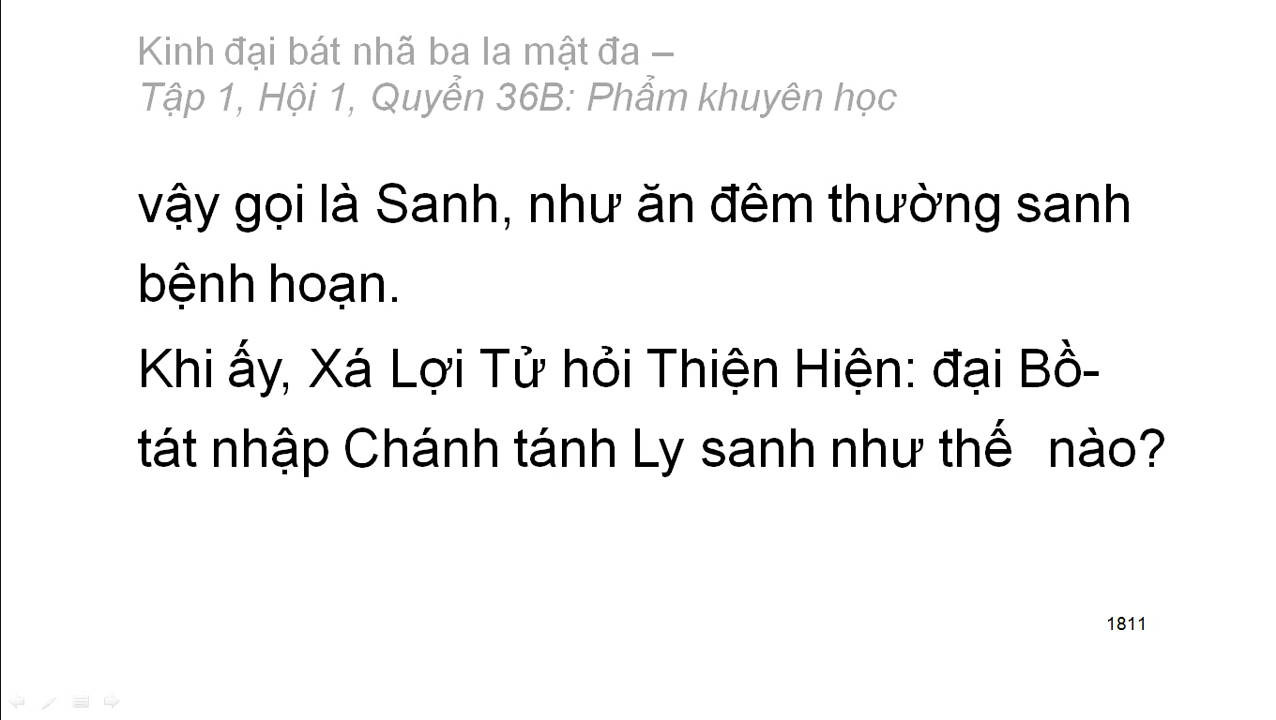 Kinh đại bát nhã ba la mật đa –
Tập 1, Hội 1, Quyển 36B: Phẩm khuyên học
vậy gọi là Sanh, như ăn đêm thường sanh
bệnh hoạn.
Khi ấy, Xá Lợi Tử hỏi Thiện Hiện: đại Bồ-
tát nhập Chánh tánh Ly sanh như thế nào?
1811